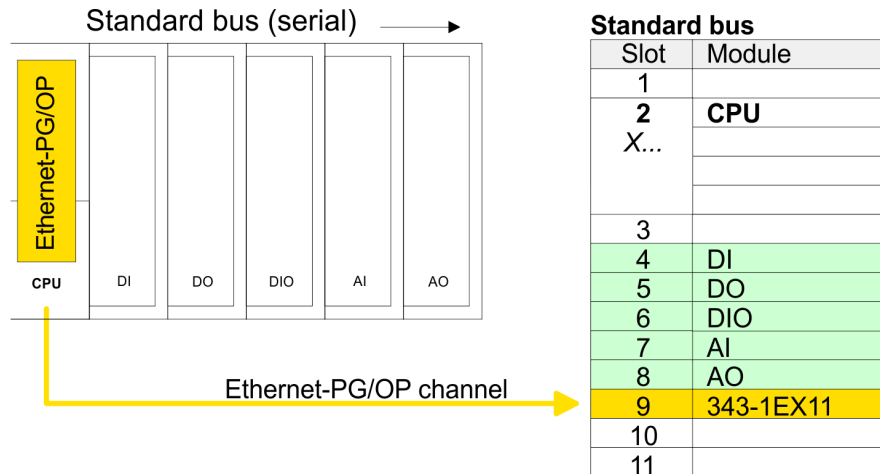 Standard bus (serial)
Ethernet-PG/OP
CPU
DI
DO
DIO
AI
AO
Ethernet-PG/OP channel
Standard bus
Slot Module
1
2 CPU
X...
3
4 DI
5 DO
6 DIO
7 AI
8 AO
9 343-1EX11
10
11